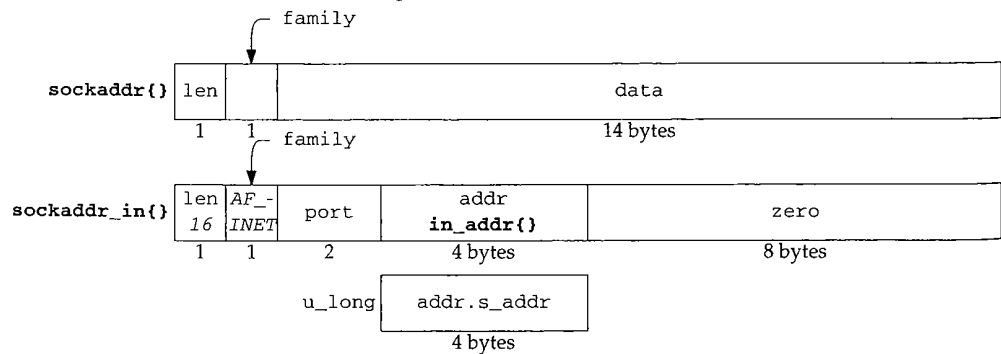 family
sockaddr{} len data
1 1 14 bytes
family
sockaddr_in{} len 16 AF_-INET port addr in_addr{} zero
1 1 2 4 bytes 8 bytes
u_long addr.s_addr
4 bytes